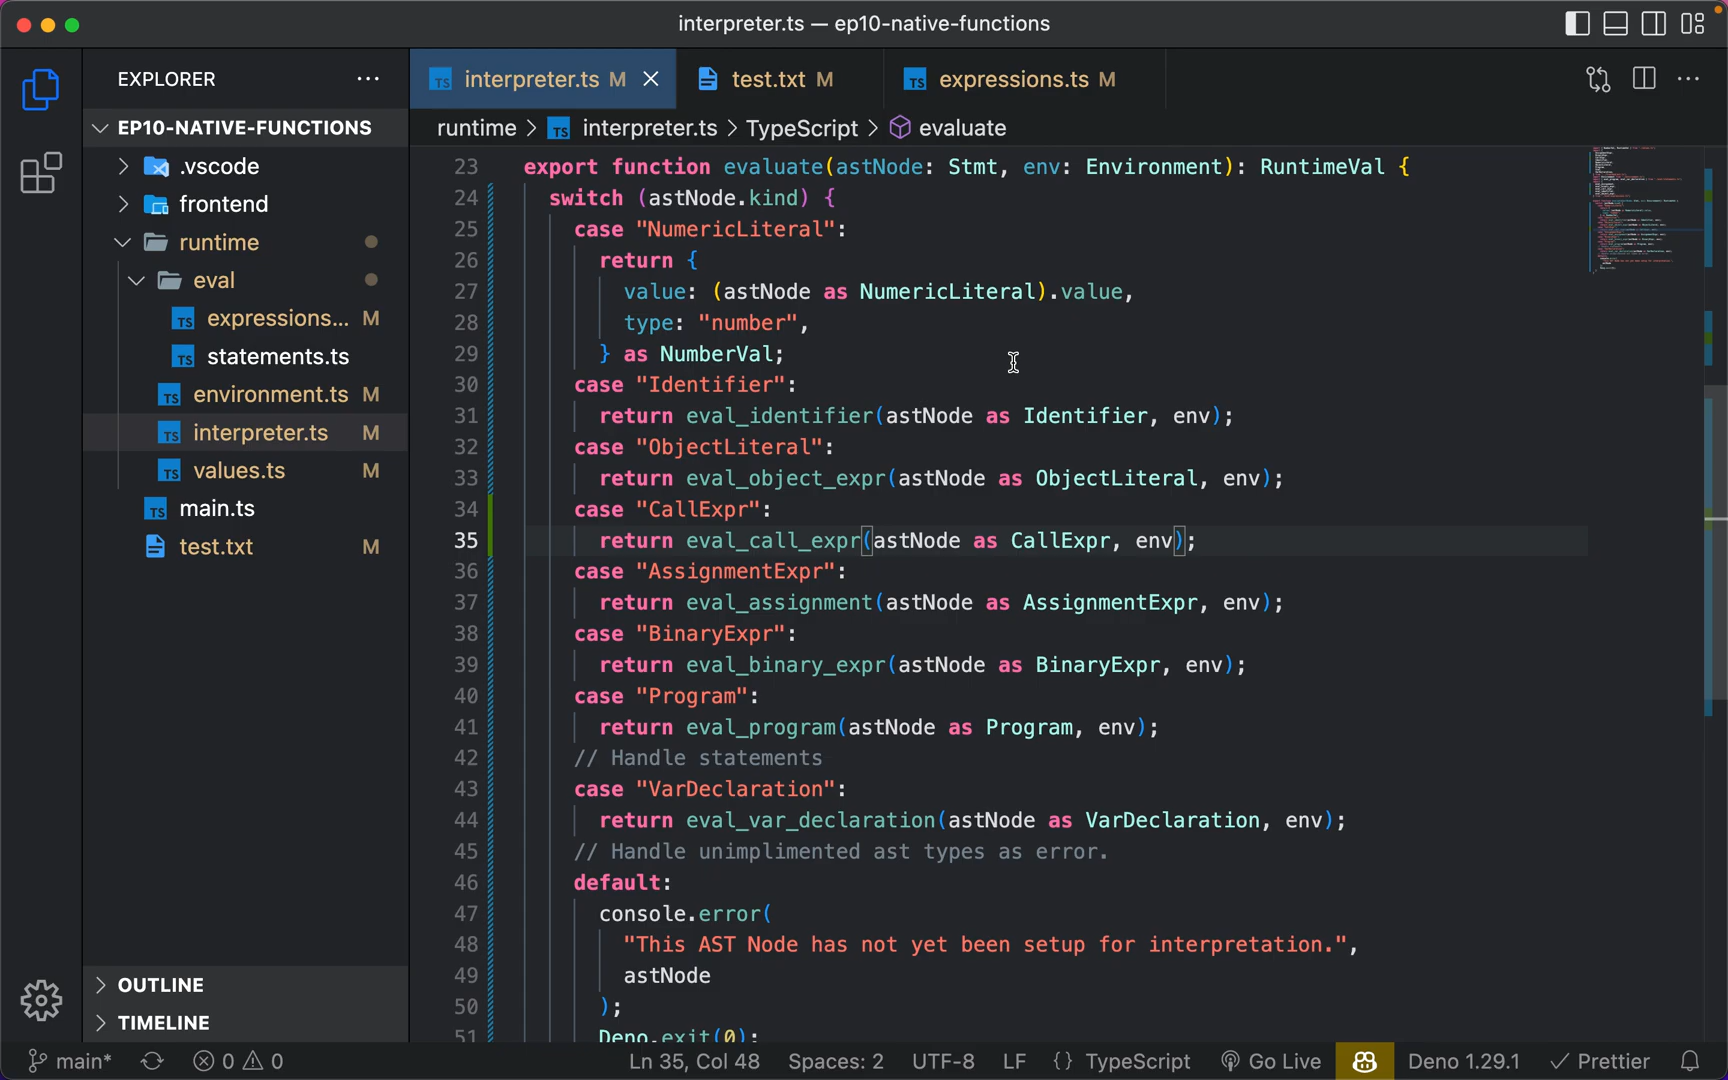 interpreter.ts — ep10-native-functions
EXPLORER
EP10-NATIVE-FUNCTIONS
.vscode
frontend
runtime
eval
TS expressions... M
TS statements.ts
TS environment.ts M
TS interpreter.ts M
TS values.ts M
TS main.ts
test.txt M
OUTLINE
TIMELINE
TS interpreter.ts M
test.txt M
TS expressions.ts M
runtime > TS interpreter.ts > TypeScript > evaluate
23 export function evaluate(astNode: Stmt, env: Environment): RuntimeVal {
24 switch (astNode.kind) {
25 case "NumericLiteral":
26 return {
27 value: (astNode as NumericLiteral).value,
28 type: "number",
29 } as NumberVal;
30 case "Identifier":
31 return eval_identifier(astNode as Identifier, env);
32 case "ObjectLiteral":
33 return eval_object_expr(astNode as ObjectLiteral, env);
34 case "CallExpr":
35 return eval_call_expr(astNode as CallExpr, env);
36 case "AssignmentExpr":
37 return eval_assignment(astNode as AssignmentExpr, env);
38 case "BinaryExpr":
39 return eval_binary_expr(astNode as BinaryExpr, env);
40 case "Program":
41 return eval_program(astNode as Program, env);
42 // Handle statements
43 case "VarDeclaration":
44 return eval_var_declaration(astNode as VarDeclaration, env);
45 // Handle unimplimented ast types as error.
46 default:
47 console.error(
48 "This AST Node has not yet been setup for interpretation.",
49 astNode
50 );
51 Deno.exit(0);
main* 0 0 Ln 35, Col 48 Spaces: 2 UTF-8 LF {} TypeScript Go Live Deno 1.29.1 Prettier